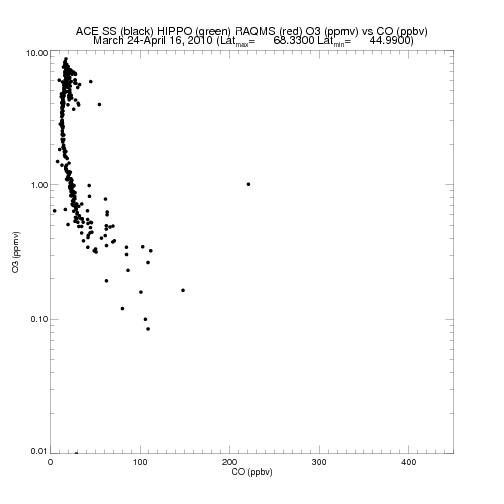 ACE SS (black) HIPPO (green) RAQMS (red) O3 (ppmv) vs CO (ppbv)
March 24-April 16, 2010 (Latmax= 68.3300 Latmin= 44.9900)
10.00
1.00
O3 (ppmv)
0.10
0.01
0 100 200 300 400
CO (ppbv)